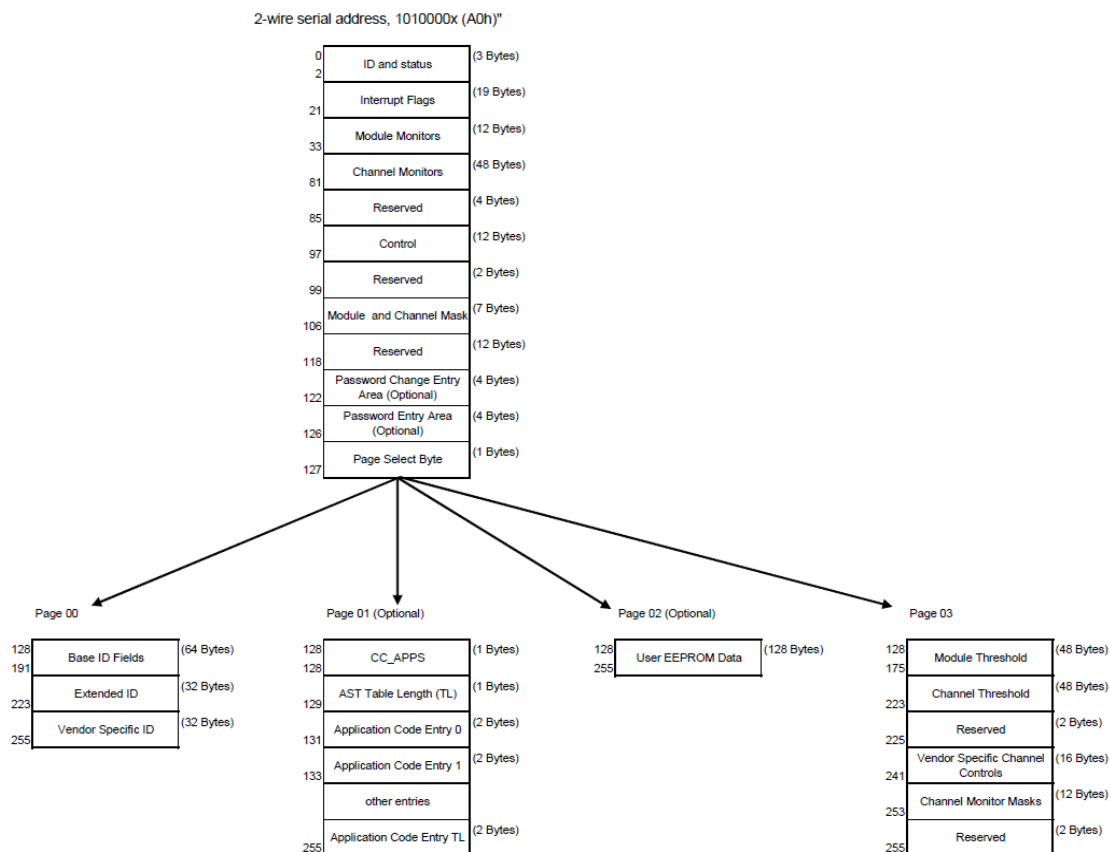 2-wire serial address, 1010000x (A0h)"
0
2
ID and status
(3 Bytes)
21
Interrupt Flags
(19 Bytes)
33
Module Monitors
(12 Bytes)
81
Channel Monitors
(48 Bytes)
85
Reserved
(4 Bytes)
97
Control
(12 Bytes)
99
Reserved
(2 Bytes)
106
Module and Channel Mask
(7 Bytes)
118
Reserved
(12 Bytes)
122
Password Change Entry
Area (Optional)
(4 Bytes)
126
Password Entry Area
(Optional)
(4 Bytes)
127
Page Select Byte
(1 Bytes)
Page 00
128
191
Base ID Fields
(64 Bytes)
223
Extended ID
(32 Bytes)
255
Vendor Specific ID
(32 Bytes)
Page 01 (Optional)
128
128
CC_APPS
(1 Bytes)
129
AST Table Length (TL)
(1 Bytes)
131
Application Code Entry 0
(2 Bytes)
133
Application Code Entry 1
(2 Bytes)
other entries
255
Application Code Entry TL
(2 Bytes)
Page 02 (Optional)
128
255
User EEPROM Data
(128 Bytes)
Page 03
128
175
Module Threshold
(48 Bytes)
223
Channel Threshold
(48 Bytes)
225
Reserved
(2 Bytes)
241
Vendor Specific Channel
Controls
(16 Bytes)
253
Channel Monitor Masks
(12 Bytes)
255
Reserved
(2 Bytes)